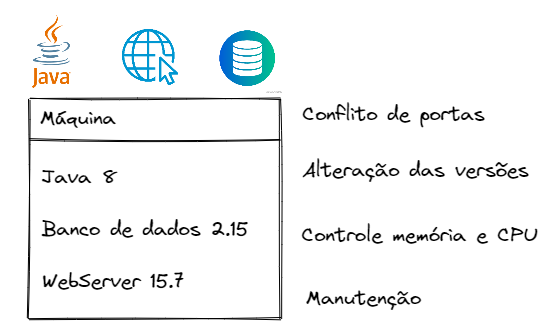 Java
Máquina
Java 8
Banco de dados 2.15
WebServer 15.7
Conflito de portas
Alteração das versões
Controle memória e CPU
Manutenção